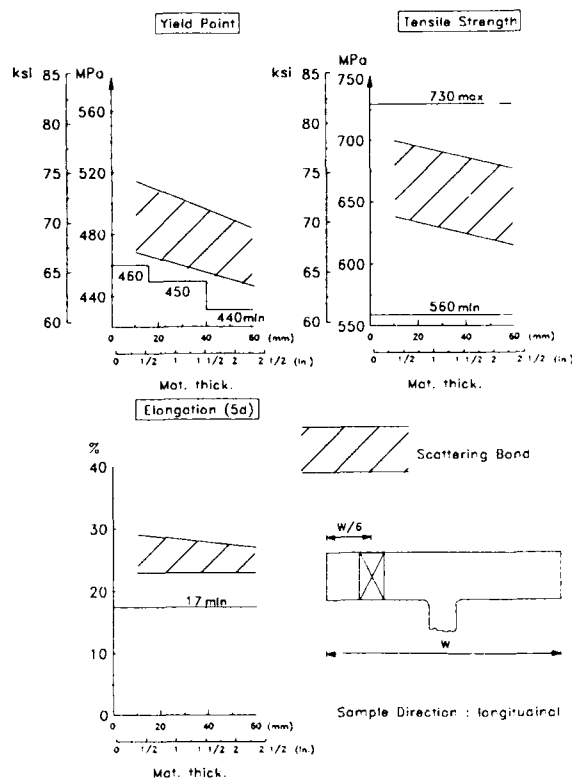 Yield Point
ksi
MPa
85
80
75
70
65
60
560
520
480
440
460
450
440 min
0 20 40 60 (mm)
0 1/2 1 1 1/2 2 2 1/2 (in.)
Mat. thick.
Tensile Strength
ksi
MPa
85
80
75
70
65
60
750
700
650
600
550
730 max
560 min
0 20 40 60 (mm)
0 1/2 1 1 1/2 2 2 1/2 (in.)
Mat. thick.
Elongation (5d)
%
40
30
20
10
0
17 min
0 20 40 60 (mm)
0 1/2 1 1 1/2 2 2 1/2 (in.)
Mat. thick.
Scattering Band
W/6
W
Sample Direction : longitudinal